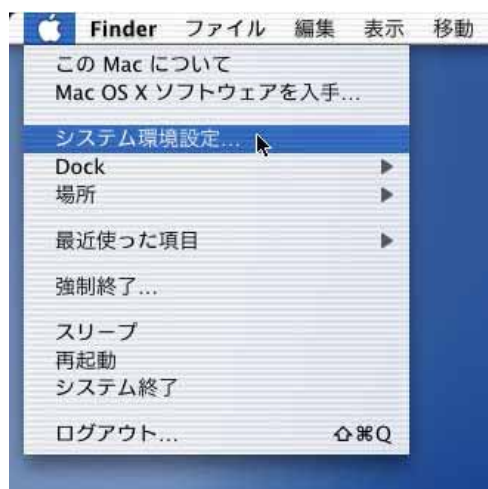 Finder ファイル 編集 表示 移動
この Mac について
Mac OS X ソフトウェアを入手...
システム環境設定...
Dock
場所
最近使った項目
強制終了...
スリープ
再起動
システム終了
ログアウト... ⇧⌘Q